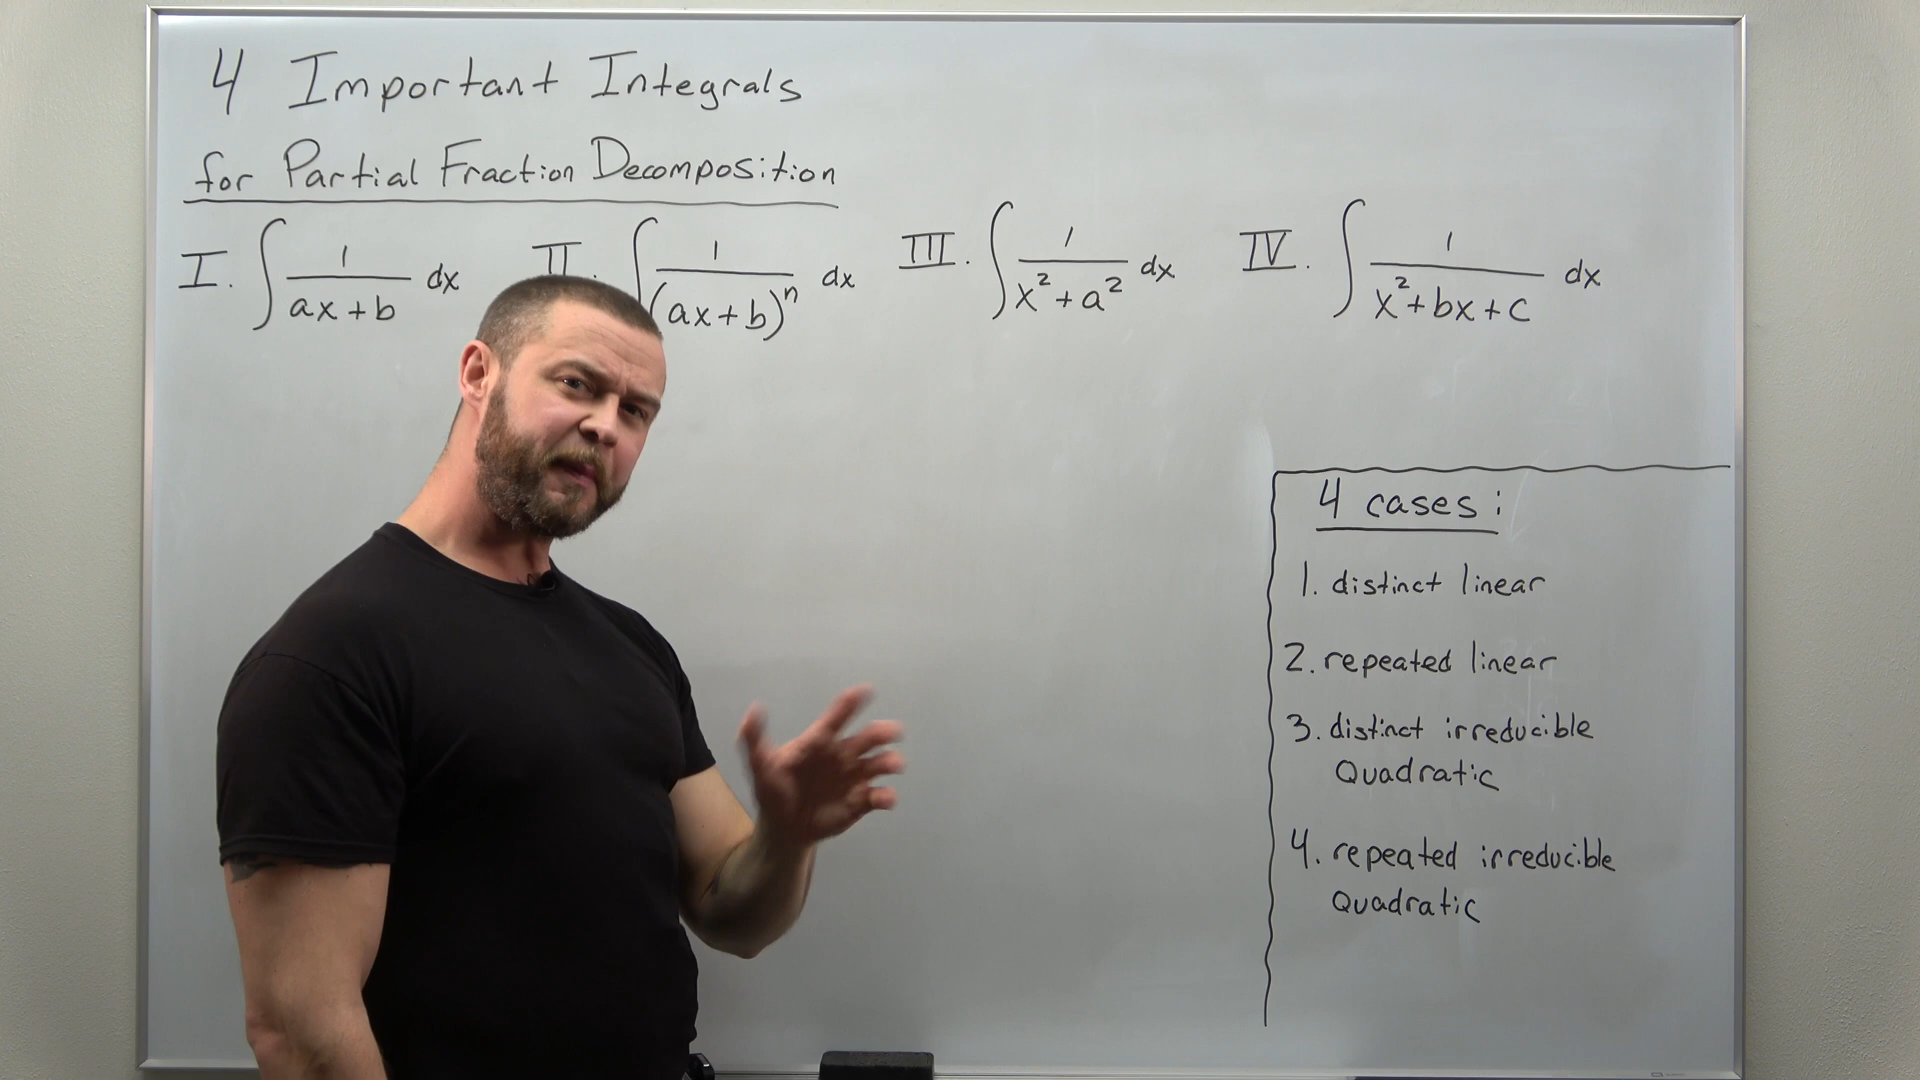 4 Important Integrals
for Partial Fraction Decomposition
I. ∫ 1/(ax+b) dx
II. ∫ 1/(ax+b)^n dx
III. ∫ 1/(x²+a²) dx
IV. ∫ 1/(x²+bx+c) dx
4 cases:
1. distinct linear
2. repeated linear
3. distinct irreducible
Quadratic
4. repeated irreducible
Quadratic